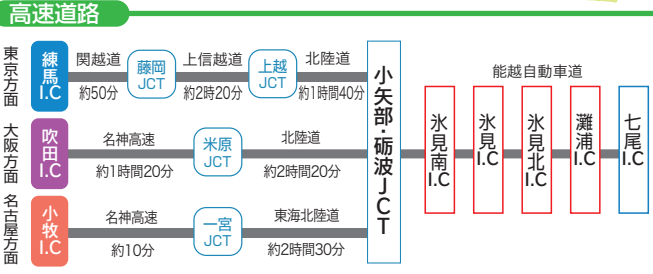 高速道路
東京方面
練馬I.C
関越道
約50分
藤岡JCT
上信越道
約2時20分
上越JCT
北陸道
約1時間40分
大阪方面
吹田I.C
名神高速
約1時間20分
米原JCT
北陸道
約2時間20分
名古屋方面
小牧I.C
名神高速
約10分
一宮JCT
東海北陸道
約2時間30分
小矢部・砺波JCT
能越自動車道
氷見南I.C
氷見I.C
氷見北I.C
灘浦I.C
七尾I.C